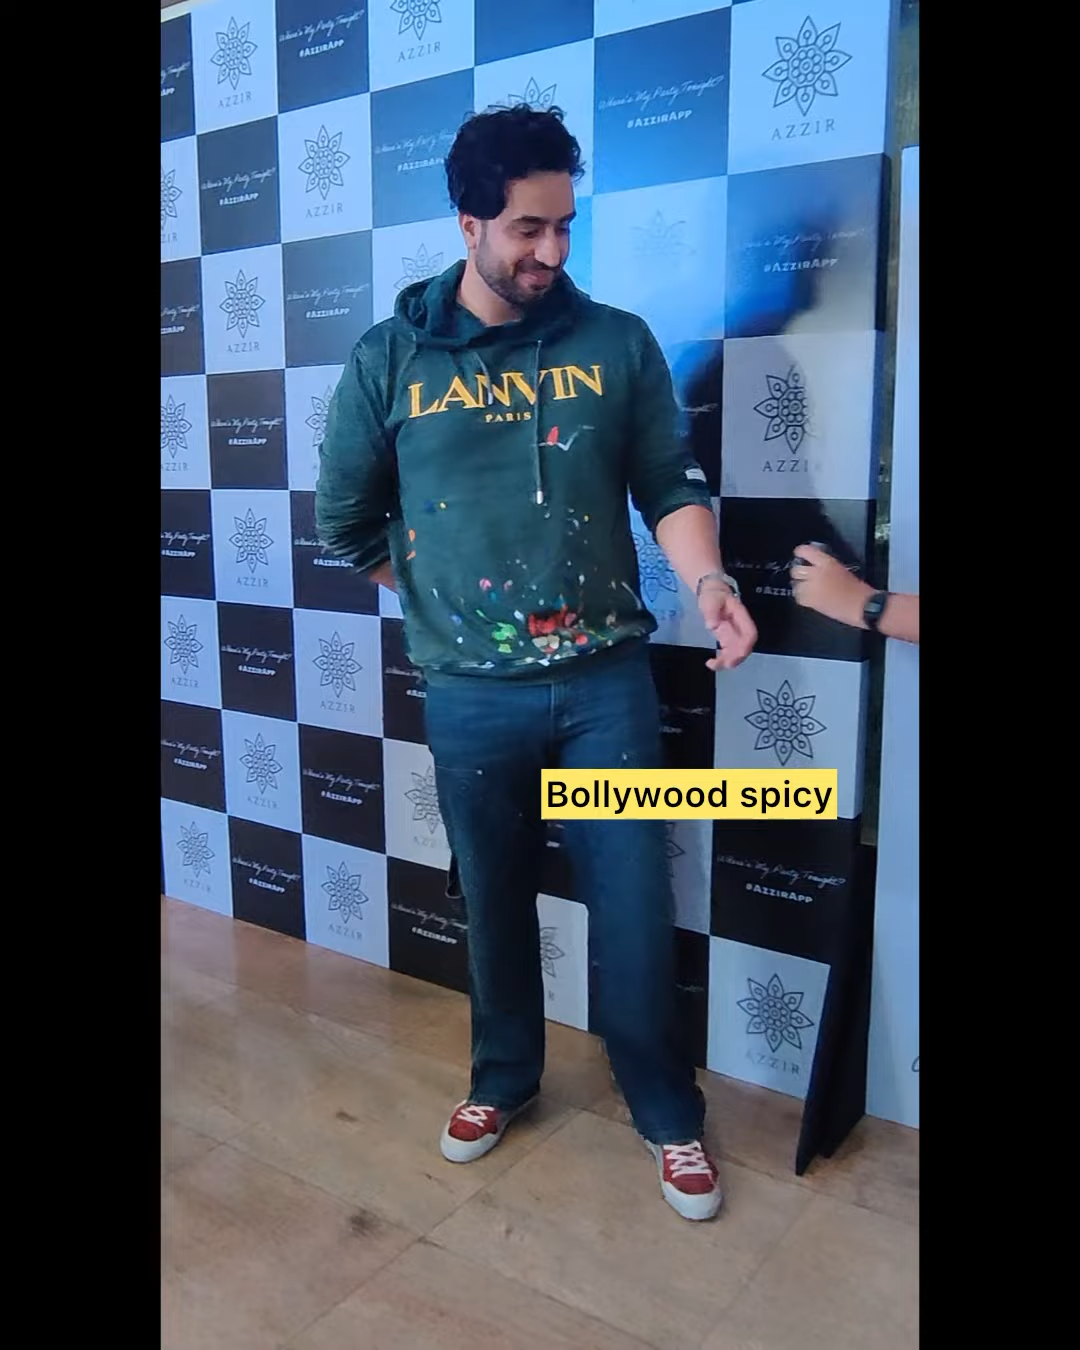 Where's My Party Tonight?
#AZZIRAPP
AZZIR
LANVIN
PARIS
Bollywood spicy